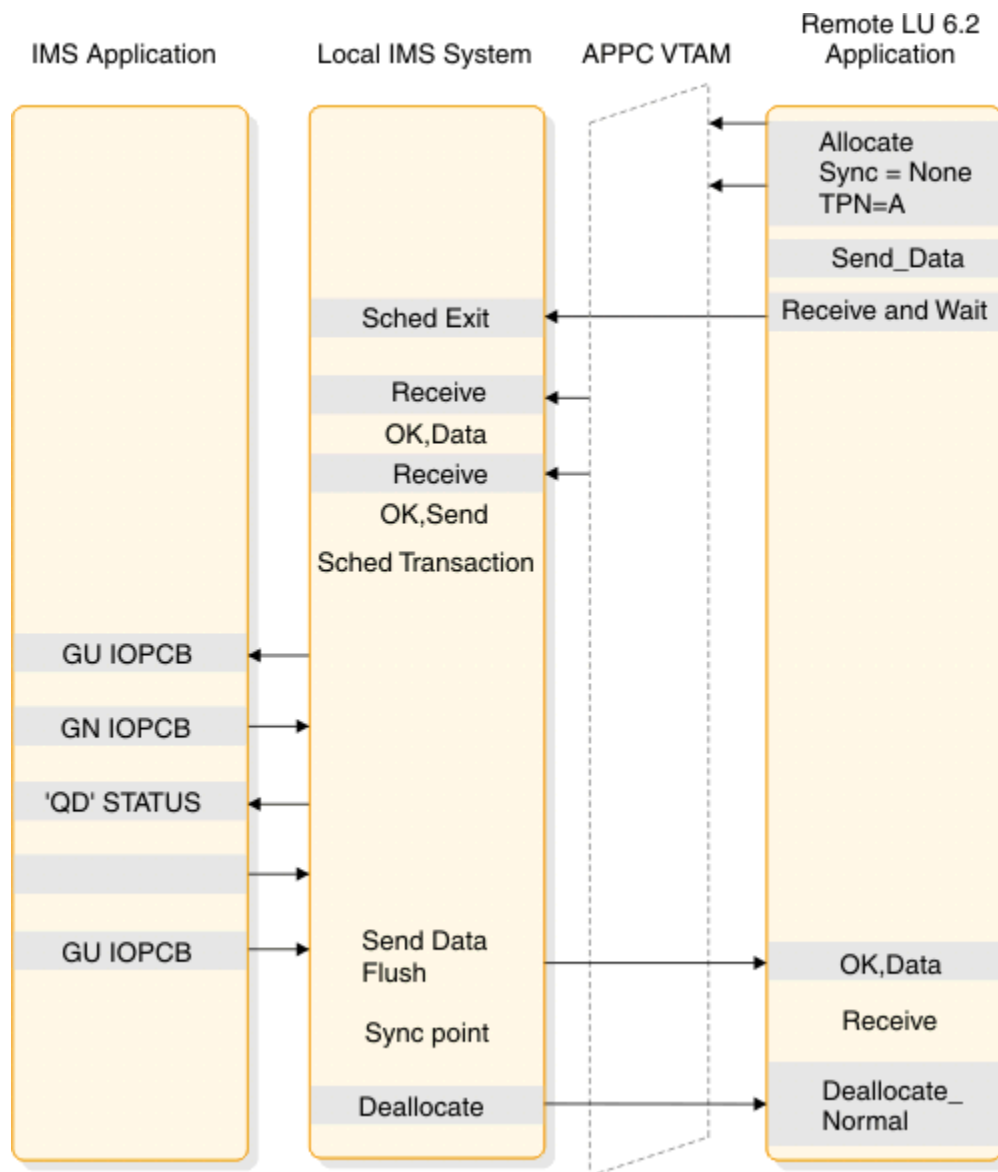 IMS Application
Local IMS System
APPC VTAM
Remote LU 6.2
Application
Allocate
Sync = None
TPN=A
Send_Data
Receive and Wait
Sched Exit
Receive
OK,Data
Receive
OK,Send
Sched Transaction
GU IOPCB
GN IOPCB
'QD' STATUS
GU IOPCB
Send Data
Flush
OK,Data
Receive
Sync point
Deallocate
Deallocate_
Normal